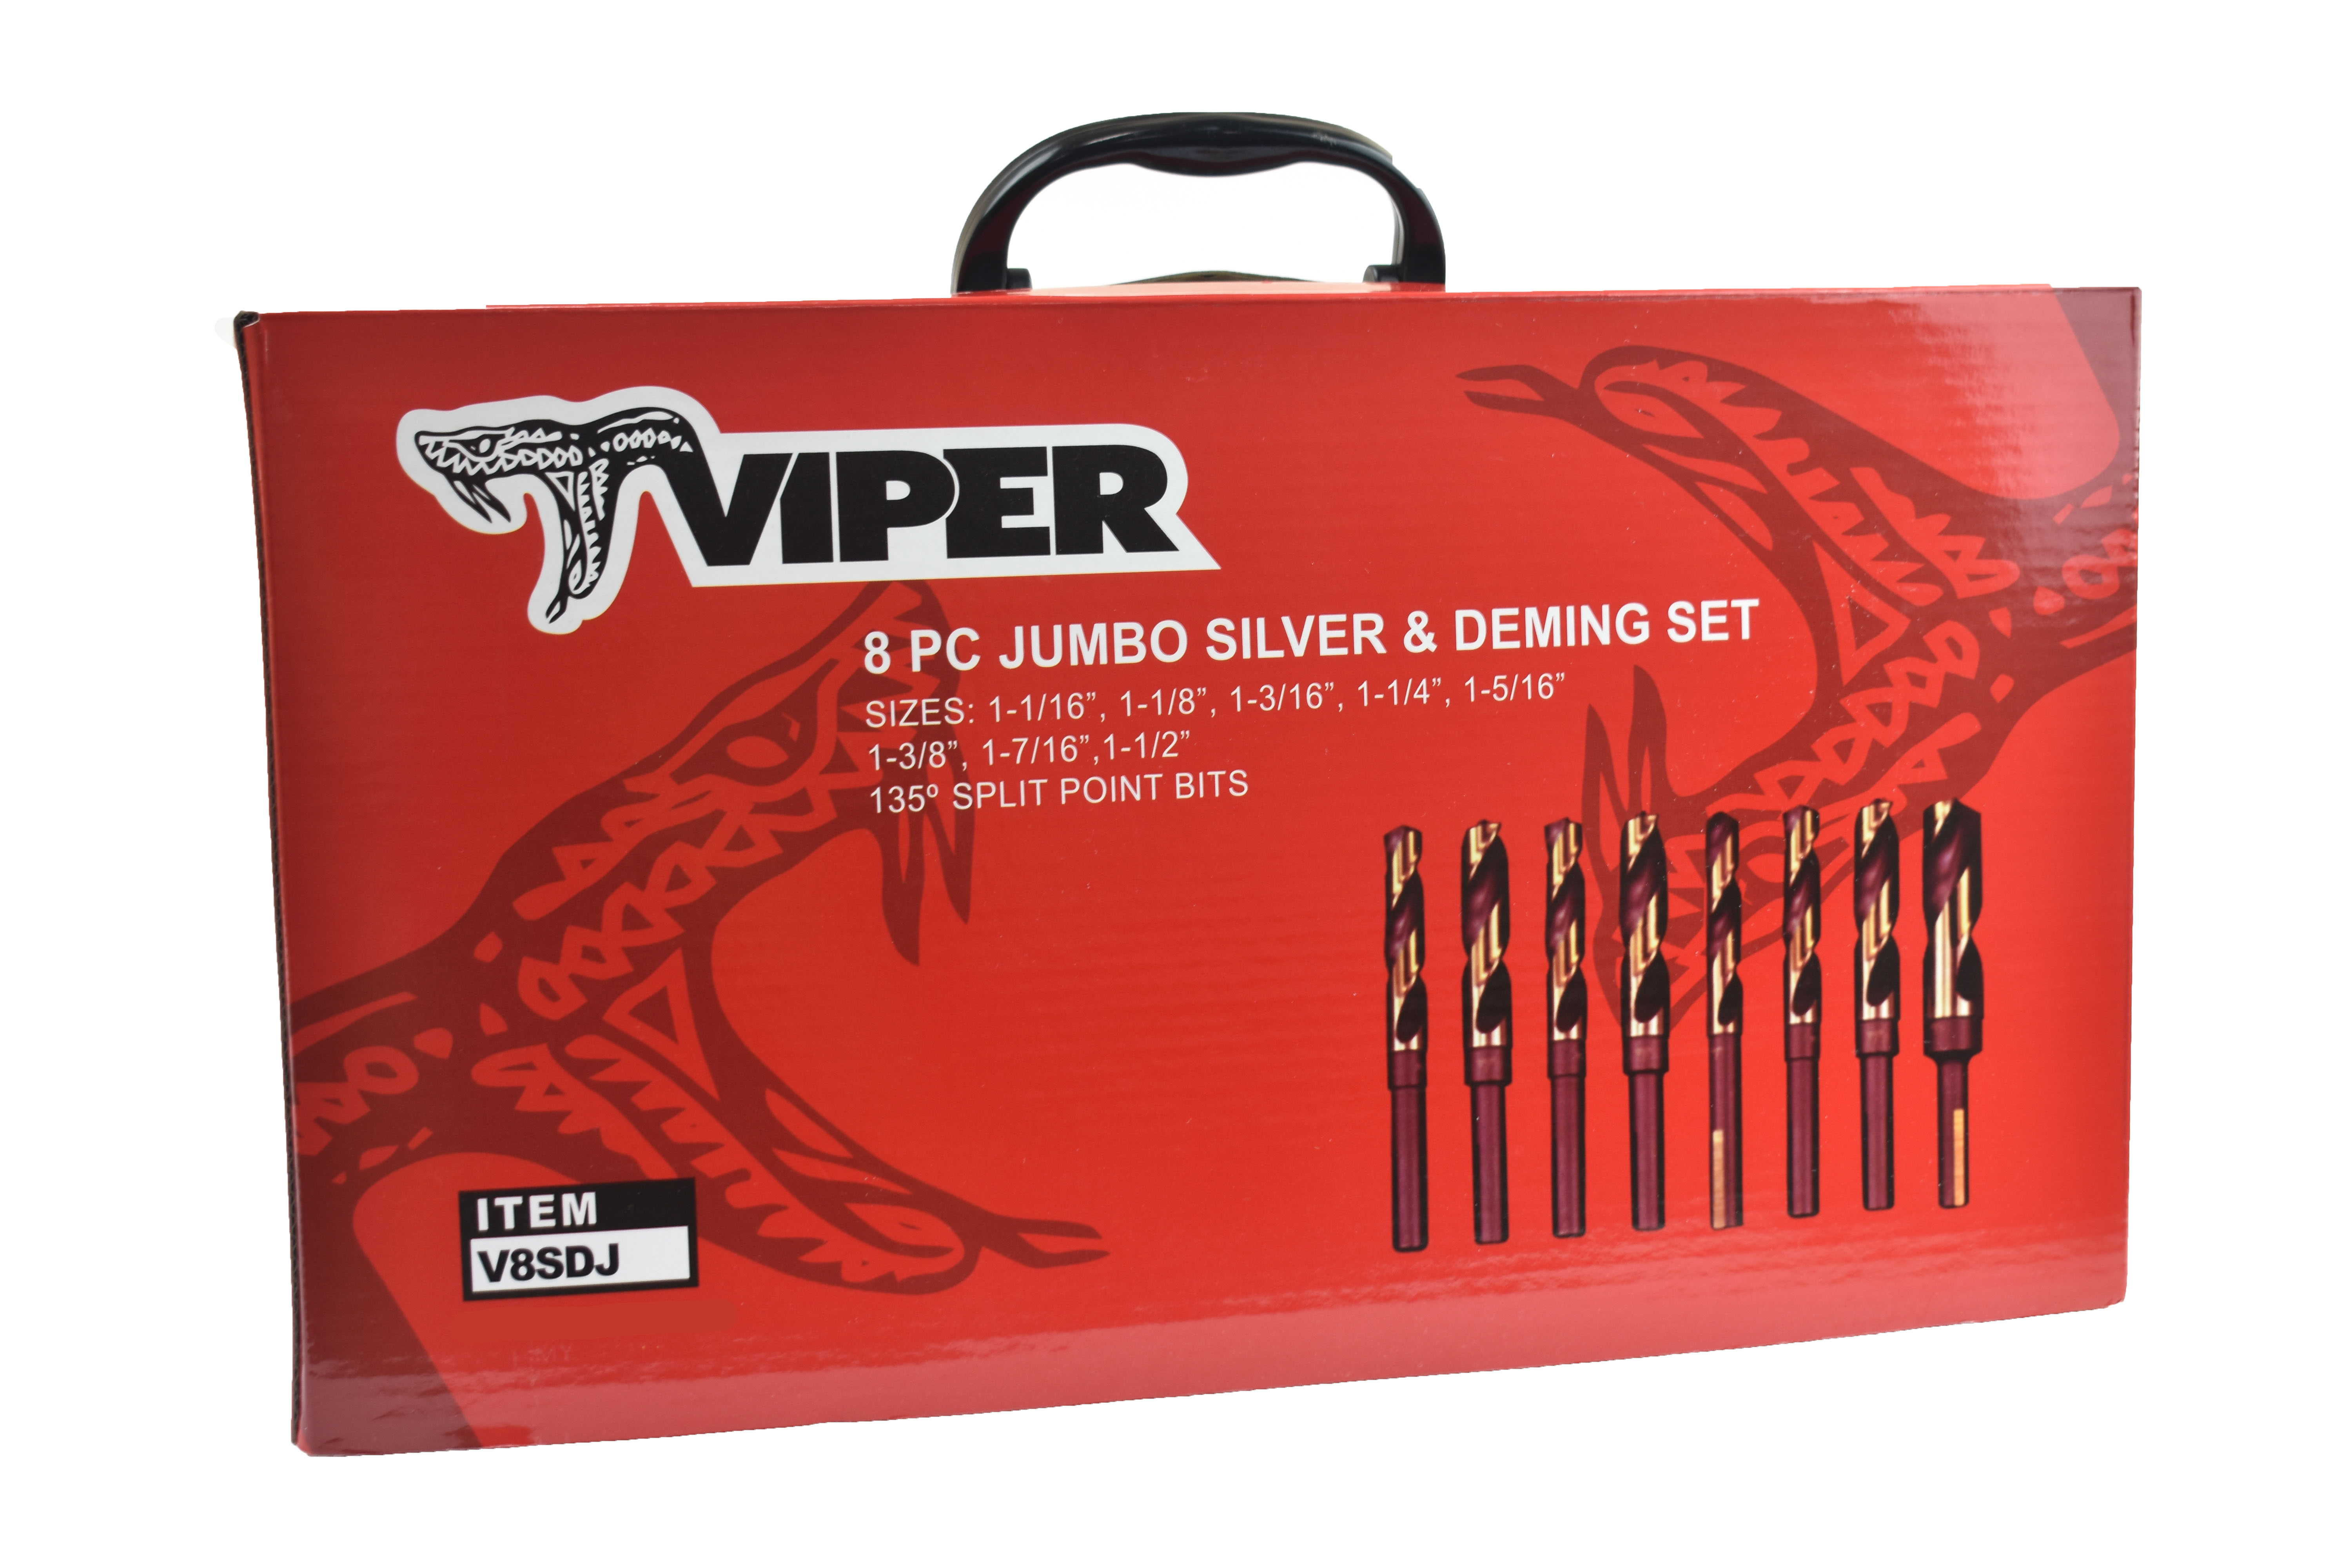 VIPER
8 PC JUMBO SILVER & DEMING SET
SIZES: 1-1/16”, 1-1/8”, 1-3/16”, 1-1/4”, 1-5/16”
1-3/8”, 1-7/16”,1-1/2”
135º SPLIT POINT BITS
ITEM
V8SDJ